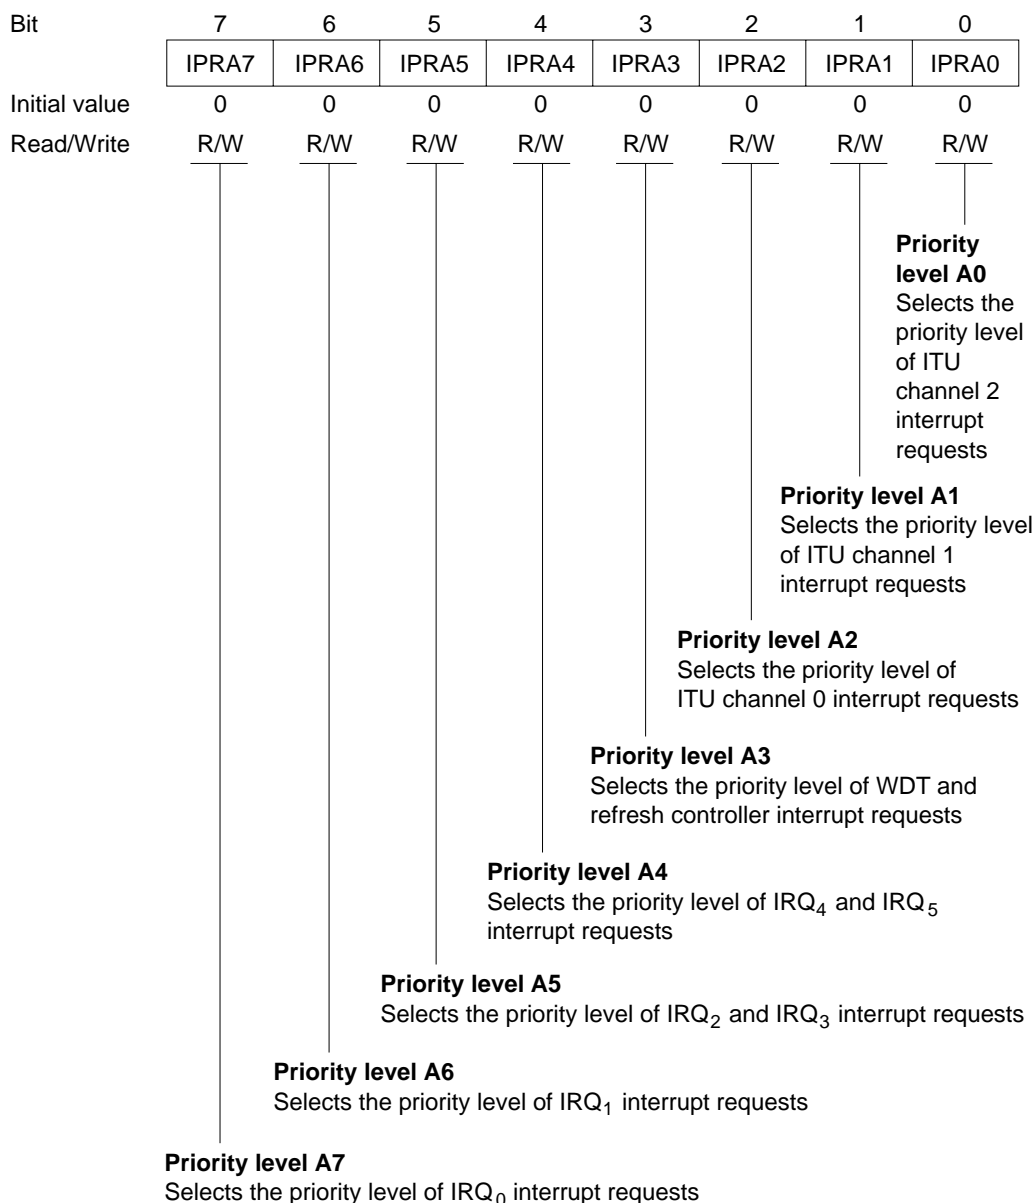 Bit 7 6 5 4 3 2 1 0
IPRA7 IPRA6 IPRA5 IPRA4 IPRA3 IPRA2 IPRA1 IPRA0
Initial value 0 0 0 0 0 0 0 0
Read/Write R/W R/W R/W R/W R/W R/W R/W R/W
Priority
level A0
Selects the
priority level
of ITU
channel 2
interrupt
requests
Priority level A1
Selects the priority level
of ITU channel 1
interrupt requests
Priority level A2
Selects the priority level of
ITU channel 0 interrupt requests
Priority level A3
Selects the priority level of WDT and
refresh controller interrupt requests
Priority level A4
Selects the priority level of IRQ₄ and IRQ₅
interrupt requests
Priority level A5
Selects the priority level of IRQ₂ and IRQ₃ interrupt requests
Priority level A6
Selects the priority level of IRQ₁ interrupt requests
Priority level A7
Selects the priority level of IRQ₀ interrupt requests